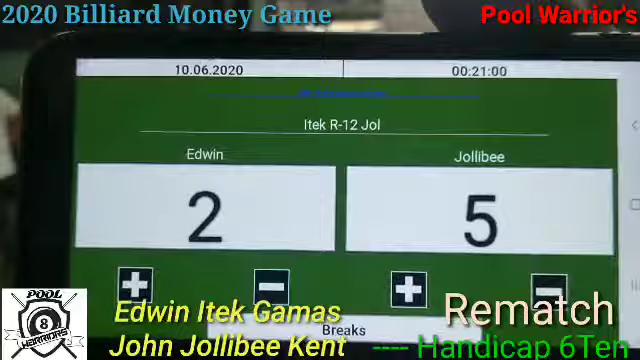 2020 Billiard Money Game
Pool Warrior's
10.06.2020
00:21:00
Itek R-12 Jol
Edwin
Jollibee
2
5
Breaks
POOL
8
WARRIORS
Edwin Itek Gamas
John Jollibee Kent
Rematch
---- Handicap 6Ten